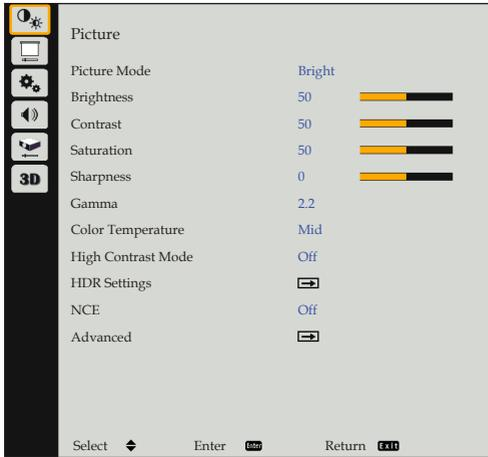 Picture
Picture Mode Bright
Brightness 50
Contrast 50
Saturation 50
Sharpness 0
Gamma 2.2
Color Temperature Mid
High Contrast Mode Off
HDR Settings
NCE Off
Advanced
3D
Select Enter Enter Return Exit